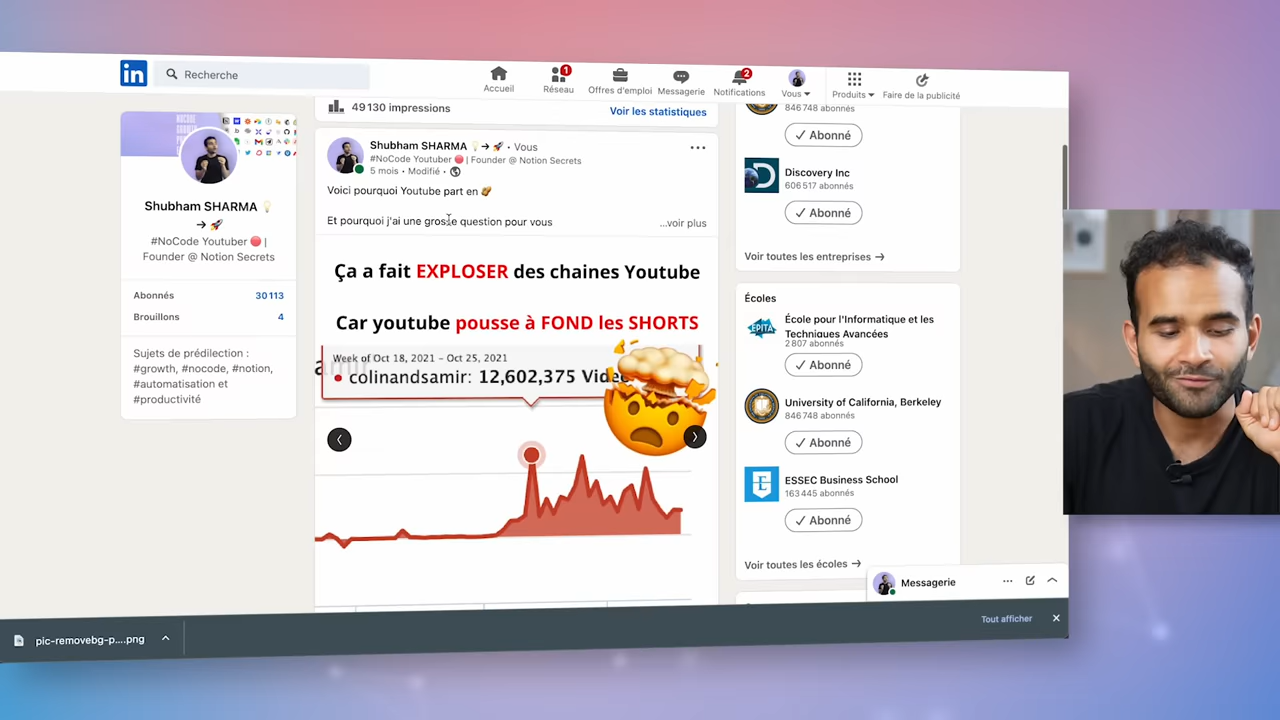 in
Recherche
Accueil
1
Réseau
Offres d'emploi
Messagerie
2
Notifications
Vous
Produits
Faire de la publicité
Shubham SHARMA
#NoCode Youtuber |
Founder @ Notion Secrets
Abonnés 30 113
Brouillons 4
Sujets de prédilection :
#growth, #nocode, #notion,
#automatisation et
#productivité
49 130 impressions
Voir les statistiques
Shubham SHARMA • Vous
#NoCode Youtuber | Founder @ Notion Secrets
5 mois • Modifié •
Voici pourquoi Youtube part en
Et pourquoi j'ai une grosse question pour vous
...voir plus
Ça a fait EXPLOSER des chaines Youtube
Car youtube pousse à FOND les SHORTS
Week of Oct 18, 2021 – Oct 25, 2021
colinandsamir: 12,602,375
846 748 abonnés
Abonné
Discovery Inc
606 517 abonnés
Abonné
Voir toutes les entreprises
Écoles
EPITA
École pour l'Informatique et les
Techniques Avancées
2 807 abonnés
Abonné
University of California, Berkeley
846 748 abonnés
Abonné
ESSEC Business School
163 445 abonnés
Abonné
Voir toutes les écoles
Messagerie
pic-removebg-p....png
Tout afficher